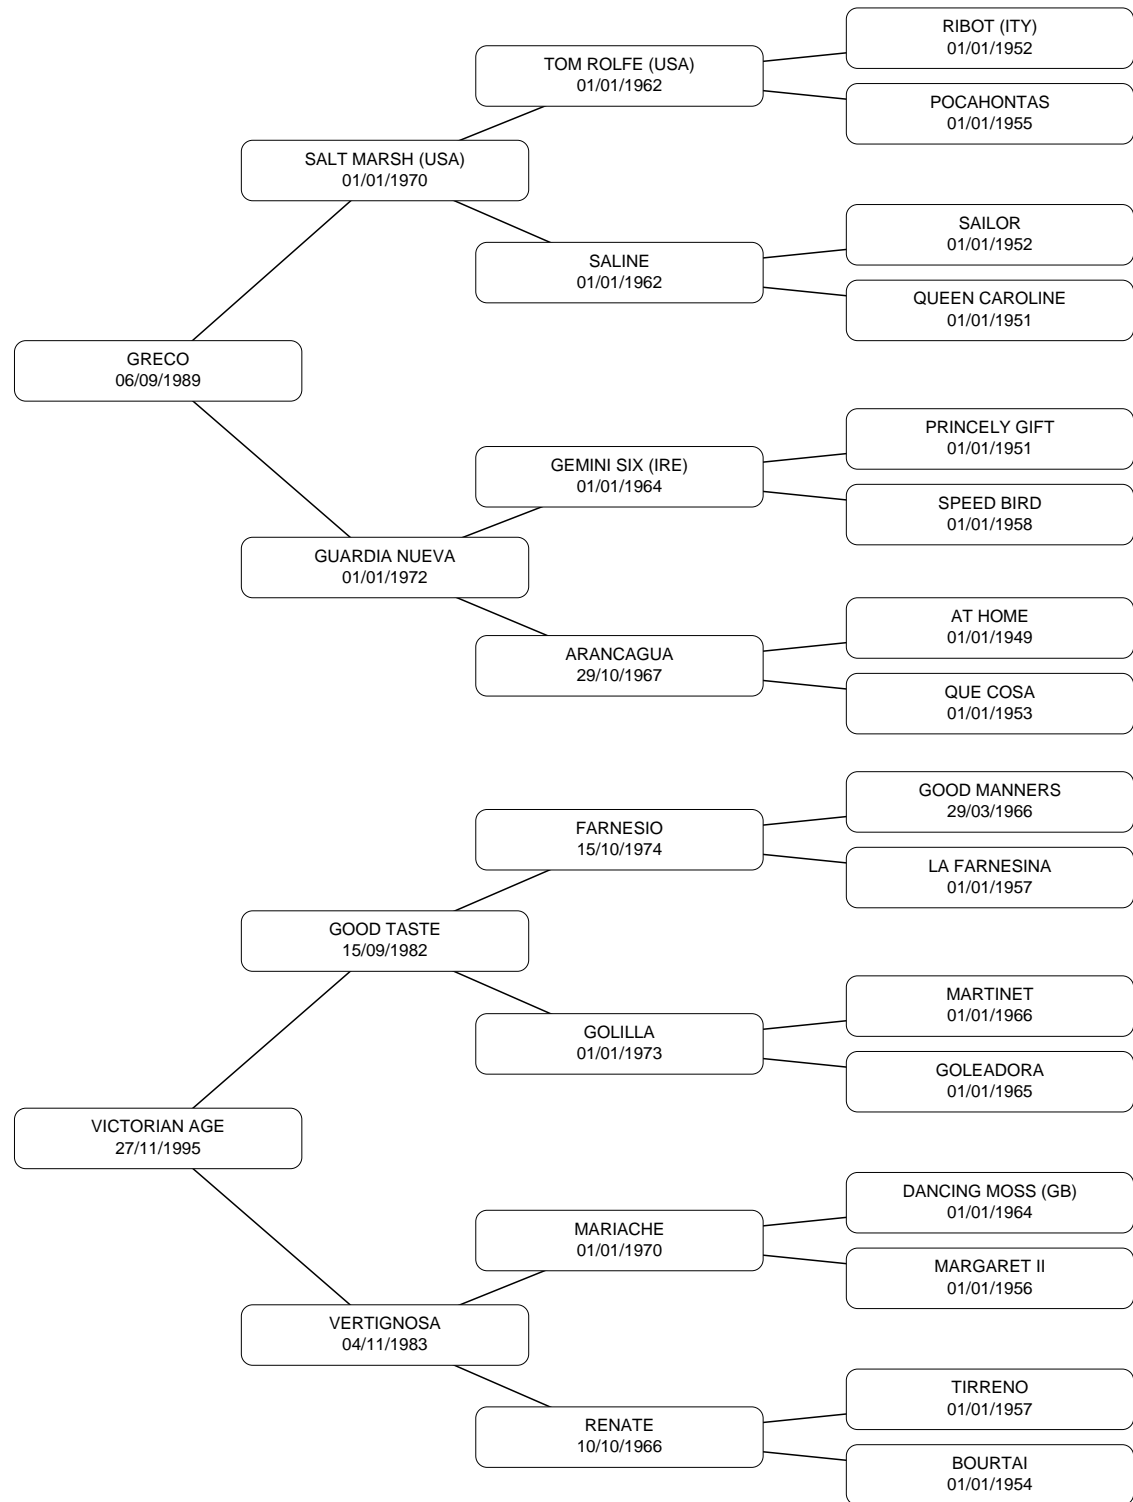 RIBOT (ITY)
01/01/1952
TOM ROLFE (USA)
01/01/1962
POCAHONTAS
01/01/1955
SALT MARSH (USA)
01/01/1970
SAILOR
01/01/1952
SALINE
01/01/1962
QUEEN CAROLINE
01/01/1951
GRECO
06/09/1989
PRINCELY GIFT
01/01/1951
GEMINI SIX (IRE)
01/01/1964
SPEED BIRD
01/01/1958
GUARDIA NUEVA
01/01/1972
AT HOME
01/01/1949
ARANCAGUA
29/10/1967
QUE COSA
01/01/1953
GOOD MANNERS
29/03/1966
FARNESIO
15/10/1974
LA FARNESINA
01/01/1957
GOOD TASTE
15/09/1982
MARTINET
01/01/1966
GOLILLA
01/01/1973
GOLEADORA
01/01/1965
VICTORIAN AGE
27/11/1995
DANCING MOSS (GB)
01/01/1964
MARIACHE
01/01/1970
MARGARET II
01/01/1956
VERTIGNOSA
04/11/1983
TIRRENO
01/01/1957
RENATE
10/10/1966
BOURTAI
01/01/1954